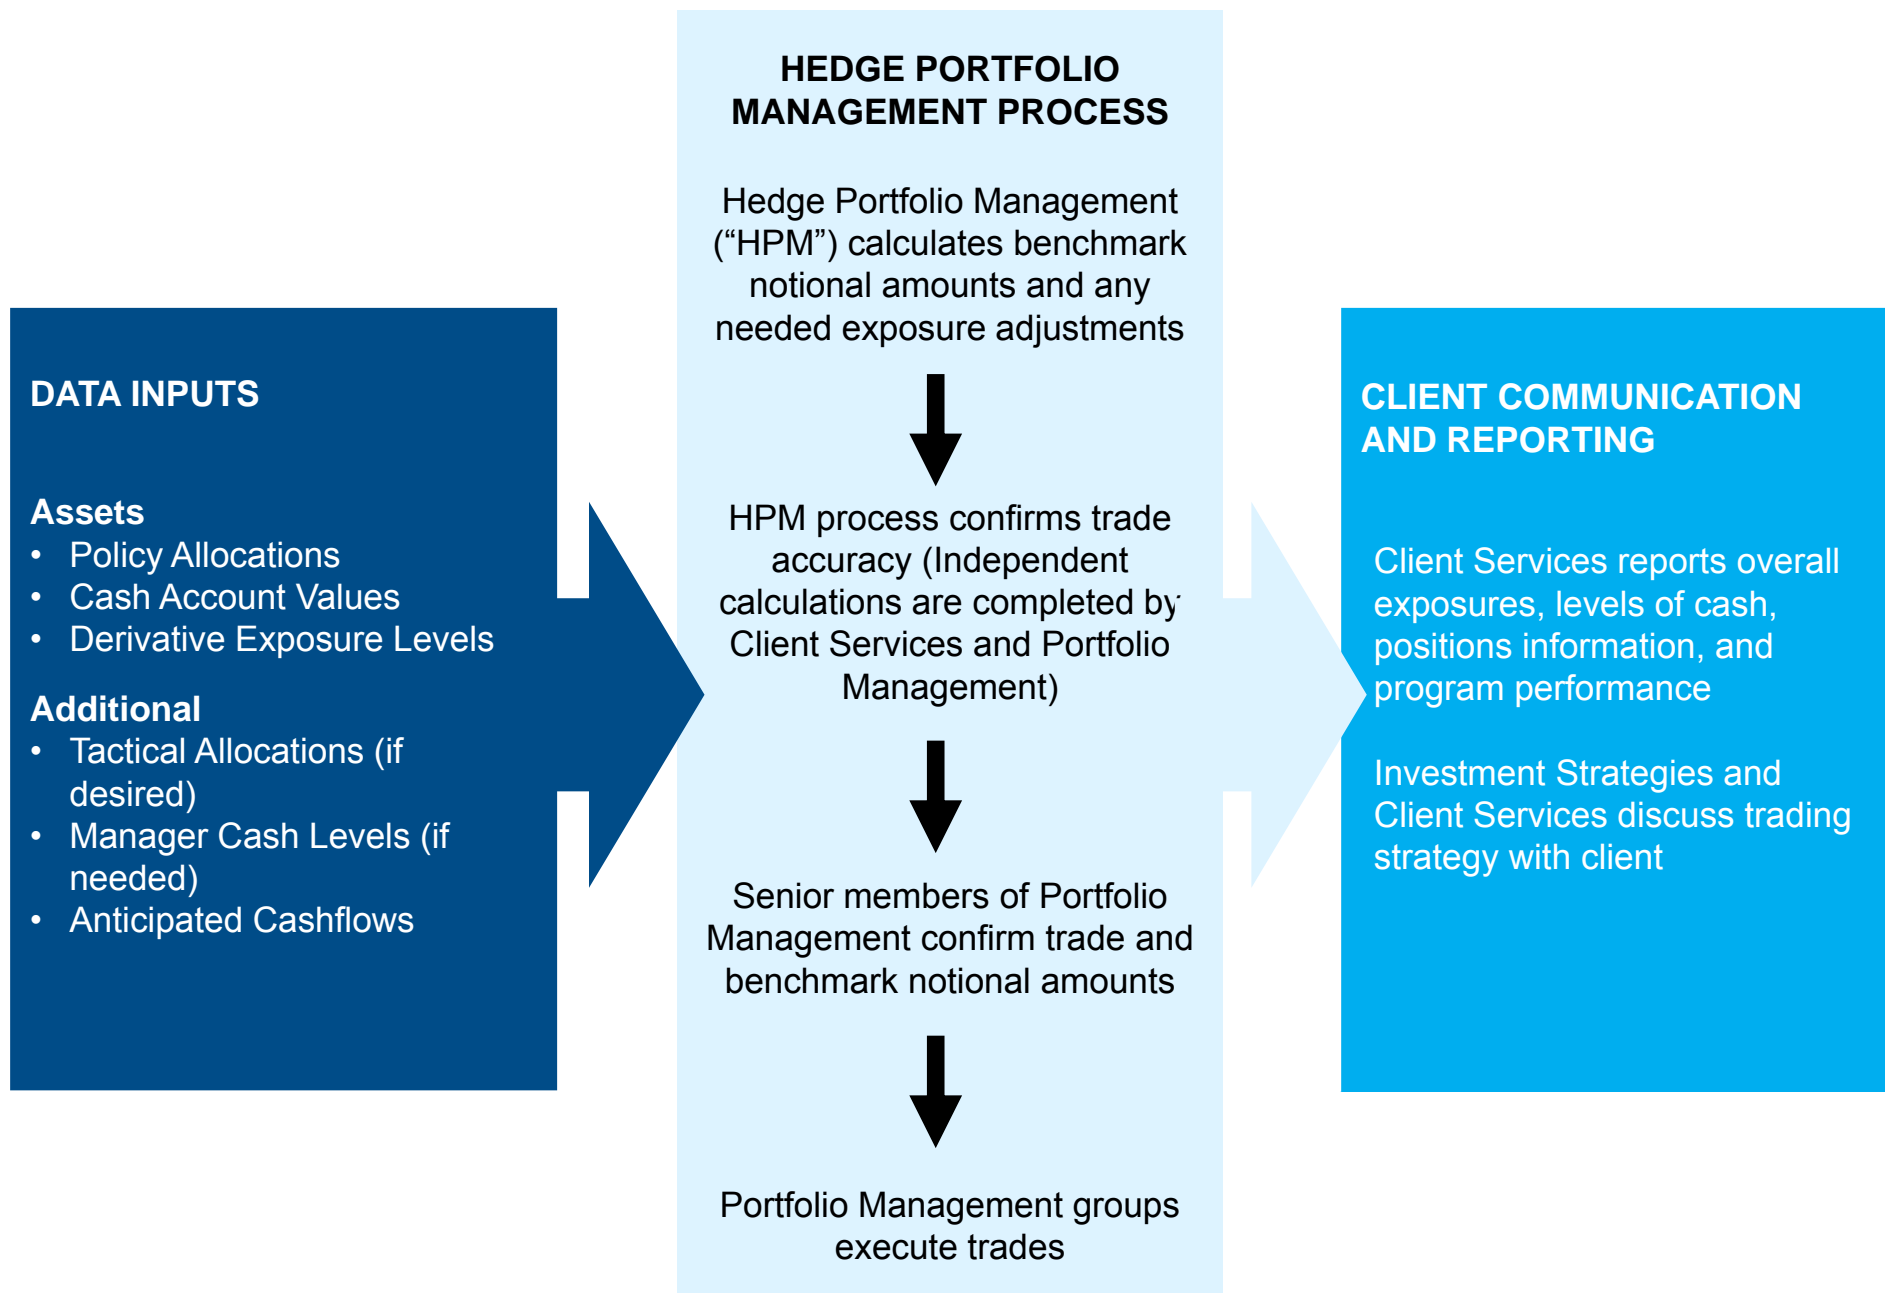 DATA INPUTS
Assets
• Policy Allocations
• Cash Account Values
• Derivative Exposure Levels
Additional
• Tactical Allocations (if
desired)
• Manager Cash Levels (if
needed)
• Anticipated Cashflows
HEDGE PORTFOLIO
MANAGEMENT PROCESS
Hedge Portfolio Management
(“HPM”) calculates benchmark
notional amounts and any
needed exposure adjustments
HPM process confirms trade
accuracy (Independent
calculations are completed by
Client Services and Portfolio
Management)
Senior members of Portfolio
Management confirm trade and
benchmark notional amounts
Portfolio Management groups
execute trades
CLIENT COMMUNICATION
AND REPORTING
Client Services reports overall
exposures, levels of cash,
positions information, and
program performance
Investment Strategies and
Client Services discuss trading
strategy with client